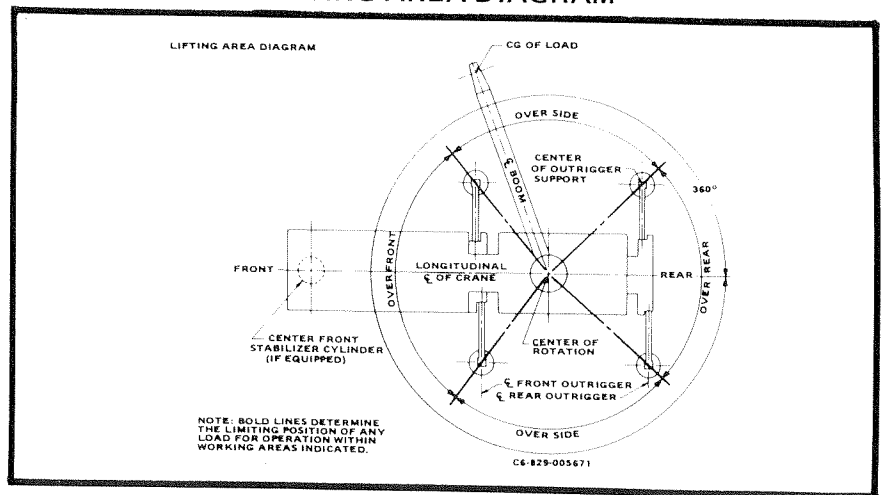 AREA DIAGRAM
LIFTING AREA DIAGRAM
CG OF LOAD
OVER SIDE
℄ BOOM
CENTER
OF OUTRIGGER
SUPPORT
360°
FRONT
OVER FRONT
LONGITUDINAL
℄ OF CRANE
REAR
OVER REAR
CENTER FRONT
STABILIZER CYLINDER
(IF EQUIPPED)
CENTER OF
ROTATION
℄ FRONT OUTRIGGER
℄ REAR OUTRIGGER
OVER SIDE
NOTE: BOLD LINES DETERMINE
THE LIMITING POSITION OF ANY
LOAD FOR OPERATION WITHIN
WORKING AREAS INDICATED.
C6-829-005671